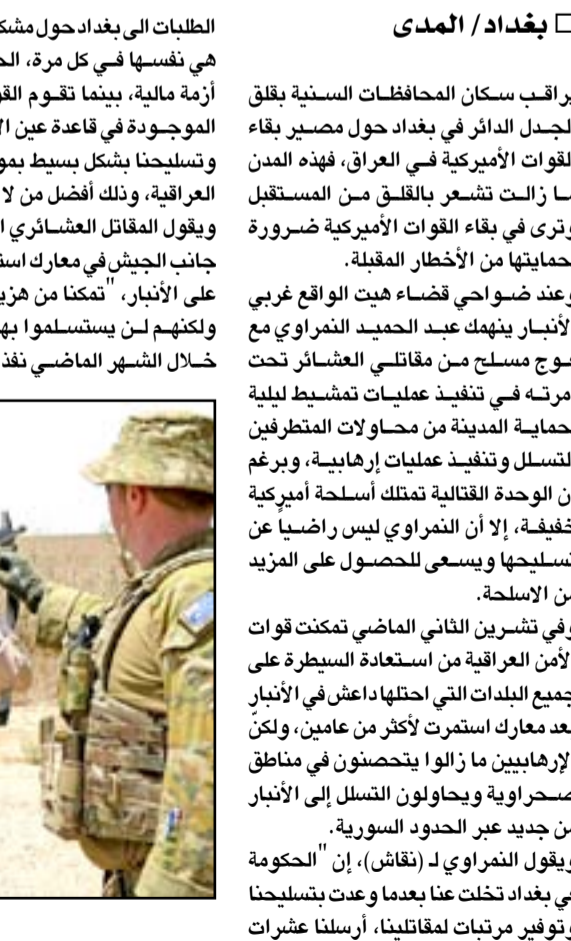 بغداد / المدى
يراقب سكان المحافظات السنية بقلق
الجدل الدائر في بغداد حول مصير بقاء
القوات الأميركية في العراق، فهذه المدن
ما زالت تشعر بالقلق من المستقبل
وترى في بقاء القوات الأميركية ضرورة
لحمايتها من الأخطار المقبلة.
وعند ضواحي قضاء هيت الواقع غربي
الأنبار ينهمك عبد الحميد النمراوي مع
فوج مسلح من مقاتلي العشائر تحت
إمرته في تنفيذ عمليات تمشيط ليلية
لحماية المدينة من محاولات المتطرفين
التسلل وتنفيذ عمليات إرهابية، وبرغم
أن الوحدة القتالية تمتلك أسلحة أميركية
خفيفة، إلا أن النمراوي ليس راضياً عن
تسليحها ويسعى للحصول على المزيد
من الاسلحة.
وفي تشرين الثاني الماضي تمكنت قوات
الأمن العراقية من استعادة السيطرة على
جميع البلدات التي احتلها داعش في الأنبار
بعد معارك استمرت لأكثر من عامين، ولكنّ
الإرهابيين ما زالوا يتحصنون في مناطق
صحراوية ويحاولون التسلل إلى الأنبار
من جديد عبر الحدود السورية.
ويقول النمراوي لـ (نقاش)، إن "الحكومة
في بغداد تخلت عنا بعدما وعدت بتسليحنا
وتوفير مرتبات لمقاتلينا، أرسلنا عشرات
الطلبات الى بغداد حول
هي نفسها في كل مرة،
أزمة مالية، بينما تقوم
الموجودة في قاعدة عين
وتسليحنا بشكل بسيط
العراقية، وذلك أفضل من لا
ويقول المقاتل العشائري
جانب الجيش في معارك
على الأنبار، "تمكنا من
ولكنهم لن يستسلموا
خلال الشهر الماضي